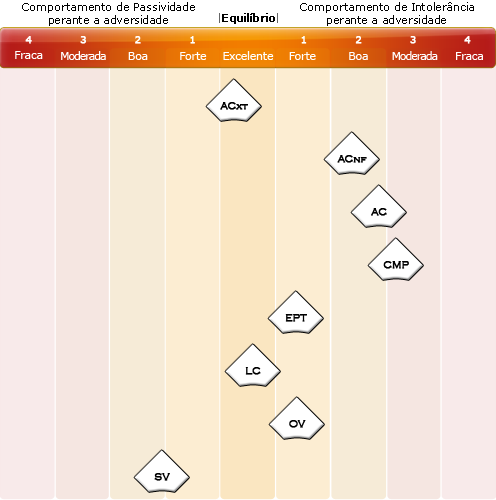 Comportamento de Passividade
perante a adversidade
|Equilíbrio|
Comportamento de Intolerância
perante a adversidade
4 3 2 1 1 2 3 4
Fraca Moderada Boa Forte Excelente Forte Boa Moderada Fraca
ACXT
ACNF
AC
CMP
EPT
LC
OV
SV